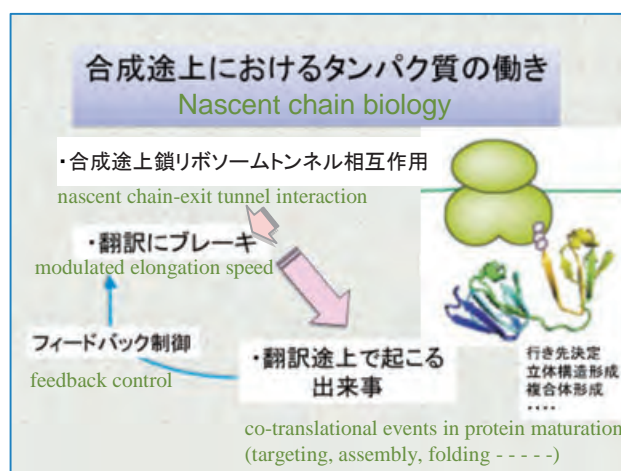 合成途上におけるタンパク質の働き
Nascent chain biology
・合成途上鎖リボソームトンネル相互作用
nascent chain-exit tunnel interaction
・翻訳にブレーキ
modulated elongation speed
フィードバック制御
feedback control
・翻訳途上で起こる
出来事
行き先決定
立体構造形成
複合体形成
・・・・
co-translational events in protein maturation
(targeting, assembly, folding - - - - -)